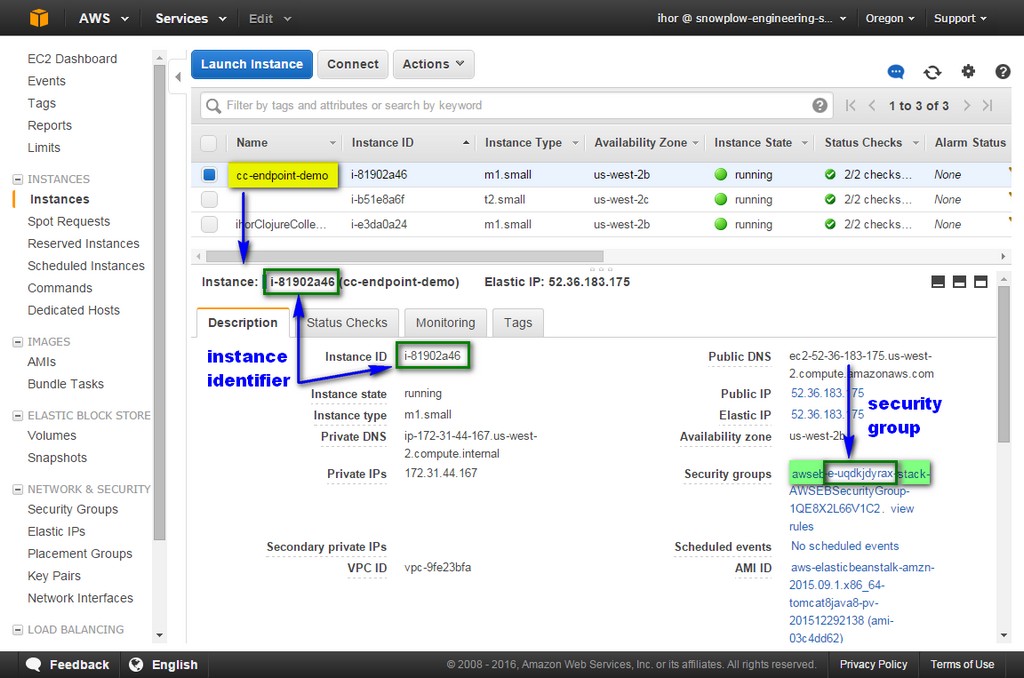 AWS Services Edit ihor @ snowplow-engineering-s... Oregon Support
EC2 Dashboard
Events
Tags
Reports
Limits
INSTANCES
Instances
Spot Requests
Reserved Instances
Scheduled Instances
Commands
Dedicated Hosts
IMAGES
AMIs
Bundle Tasks
ELASTIC BLOCK STORE
Volumes
Snapshots
NETWORK & SECURITY
Security Groups
Elastic IPs
Placement Groups
Key Pairs
Network Interfaces
LOAD BALANCING
Launch Instance Connect Actions
Filter by tags and attributes or search by keyword 1 to 3 of 3
Name Instance ID Instance Type Availability Zone Instance State Status Checks Alarm Status
cc-endpoint-demo i-81902a46 m1.small us-west-2b running 2/2 checks... None
i-b51e8a6f t2.small us-west-2c running 2/2 checks... None
ihorClojureColle... i-e3da0a24 m1.small us-west-2b running 2/2 checks... None
Instance: i-81902a46 (cc-endpoint-demo) Elastic IP: 52.36.183.175
Description Status Checks Monitoring Tags
instance
identifier
Instance ID i-81902a46
Instance state running
Instance type m1.small
Private DNS ip-172-31-44-167.us-west-
2.compute.internal
Private IPs 172.31.44.167
Secondary private IPs
VPC ID vpc-9fe23bfa
Public DNS ec2-52-36-183-175.us-west-
2.compute.amazonaws.com
Public IP 52.36.183.175
Elastic IP 52.36.183.175
Availability zone us-west-2b
security
group
Security groups awseb-e-uqdkjdyrax-stack-
AWSEBSecurityGroup-
1QE8X2L66V1C2. view
rules
Scheduled events No scheduled events
AMI ID aws-elasticbeanstalk-amzn-
2015.09.1.x86_64-
tomcat8java8-pv-
201512292138 (ami-
03c4dd62)
Feedback English © 2008 - 2016, Amazon Web Services, Inc. or its affiliates. All rights reserved. Privacy Policy Terms of Use